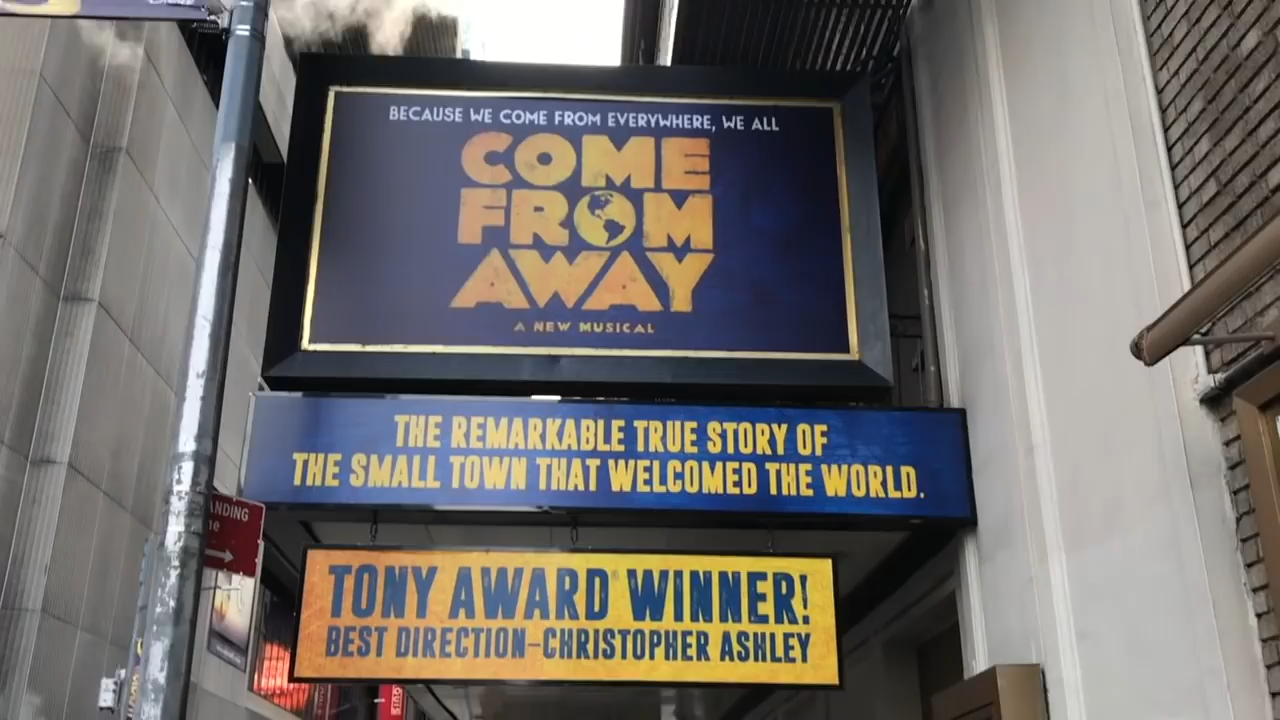 BECAUSE WE COME FROM EVERYWHERE, WE ALL
COME
FROM
AWAY
A NEW MUSICAL
THE REMARKABLE TRUE STORY OF
THE SMALL TOWN THAT WELCOMED THE WORLD.
TONY AWARD WINNER!
BEST DIRECTION–CHRISTOPHER ASHLEY